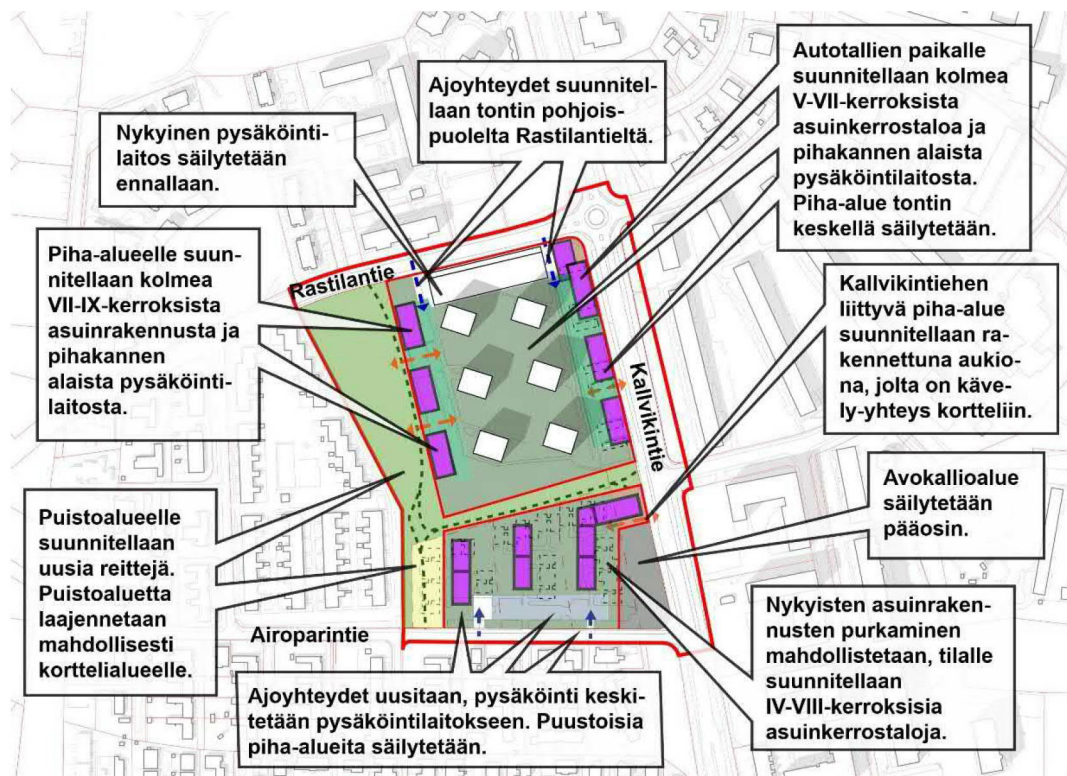 Nykyinen pysäköinti-
laitos säilytetään
ennallaan.
Ajoyhteydet suunnitel-
laan tontin pohjois-
puolelta Rastilantieltä.
Autotallien paikalle
suunnitellaan kolmea
V-VII-kerroksista
asuinkerrostaloa ja
pihakannen alaista
pysäköintilaitosta.
Piha-alue tontin
keskellä säilytetään.
Piha-alueelle suun-
nitellaan kolmea
VII-IX-kerroksista
asuinrakennusta ja
pihakannen
alaista pysäköinti-
laitosta.
Rastilantie
Kallvikintie
Kallvikintiehen
liittyvä piha-alue
suunnitellaan ra-
kennettuna aukio-
na, jolta on käve-
ly-yhteys kortteliin.
Avokallioalue
säilytetään
pääosin.
Puistoalueelle
suunnitellaan
uusia reittejä.
Puistoaluetta
laajennetaan
mahdollisesti
korttelialueelle.
Airoparintie
Ajoyhteydet uusitaan, pysäköinti keski-
tetään pysäköintilaitokseen. Puustoisia
piha-alueita säilytetään.
Nykyisten asuinraken-
nusten purkaminen
mahdollistetaan, tilalle
suunnitellaan
IV-VIII-kerroksisia
asuinkerrostaloja.